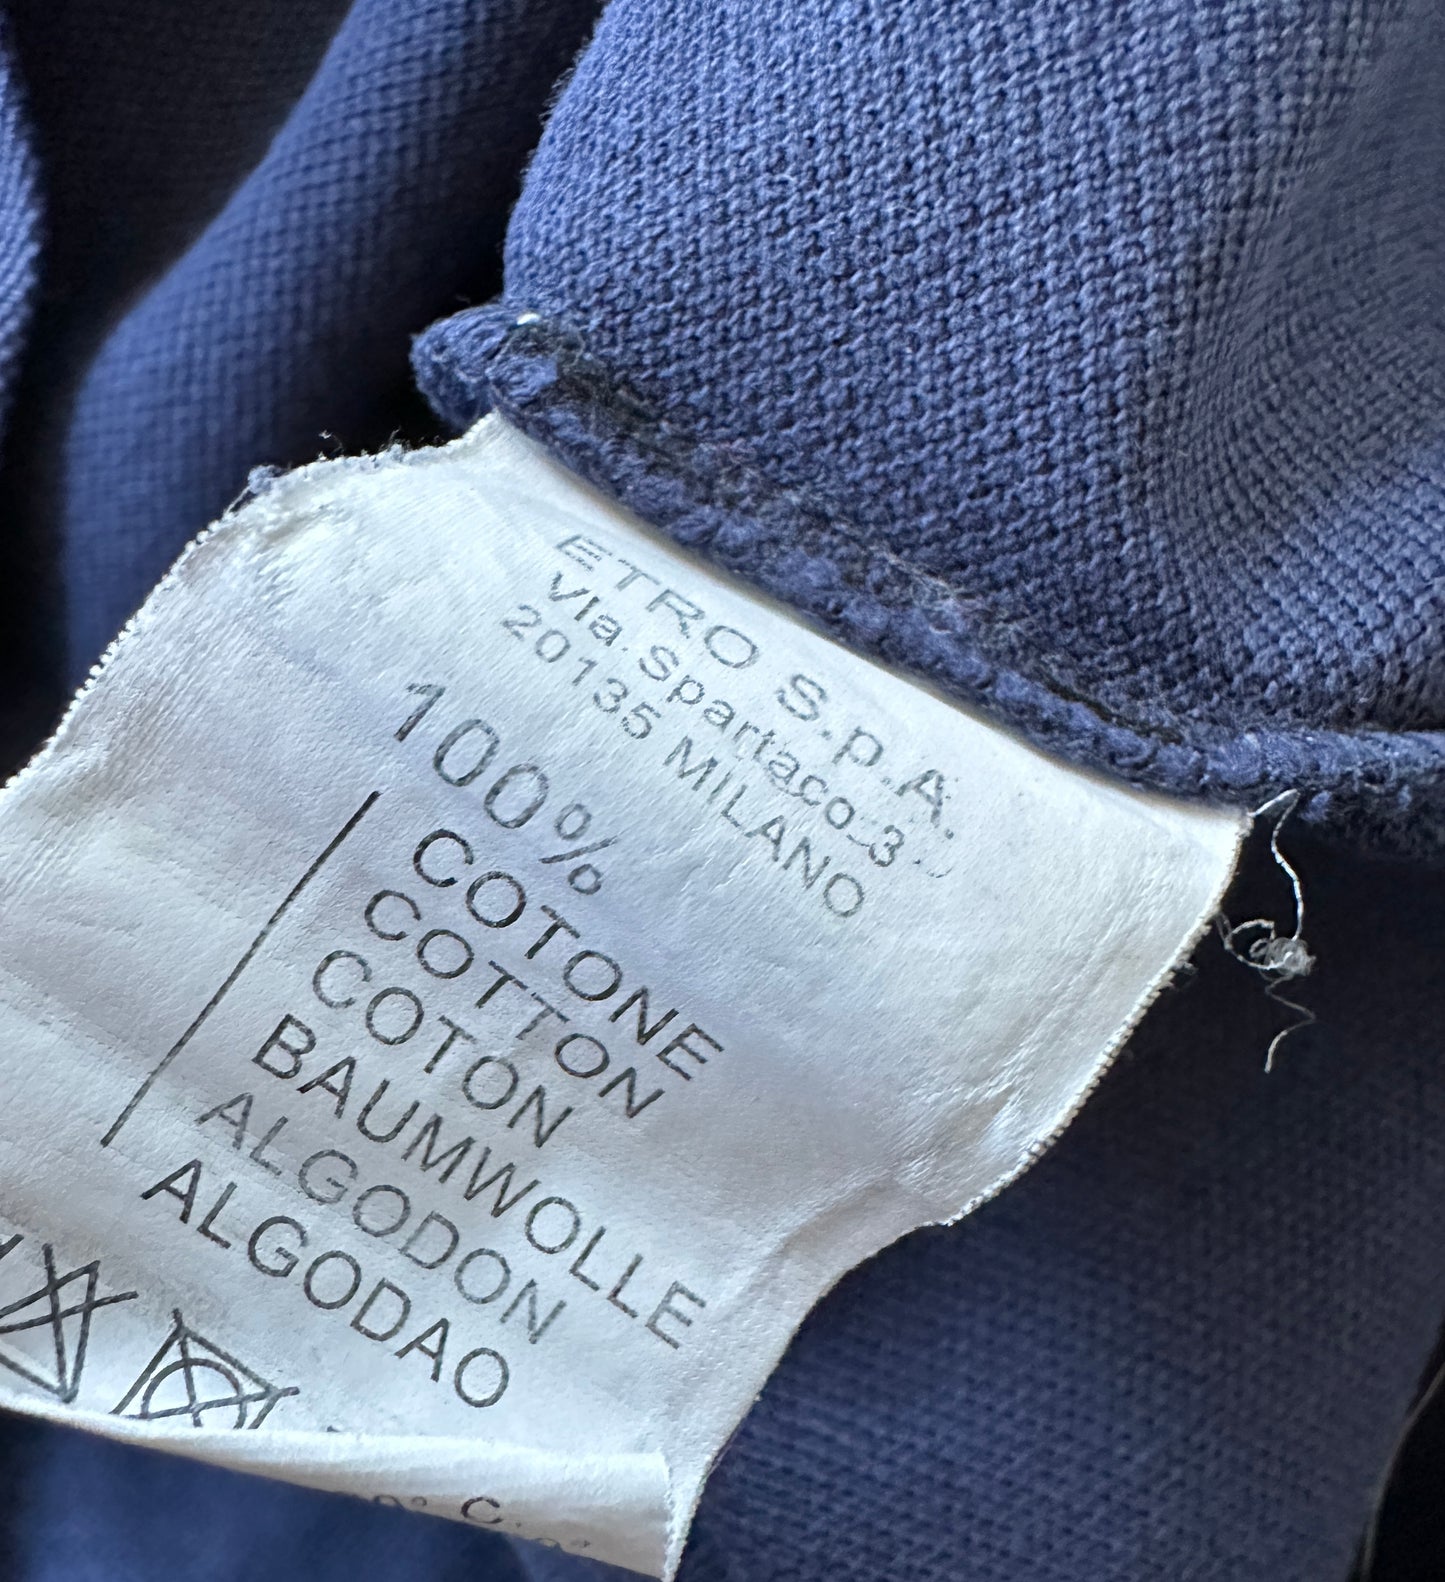 ETRO S.p.A.
Via Spartaco 3
20135 MILANO
100%
COTONE
COTTON
COTON
BAUMWOLLE
ALGODON
ALGODAO